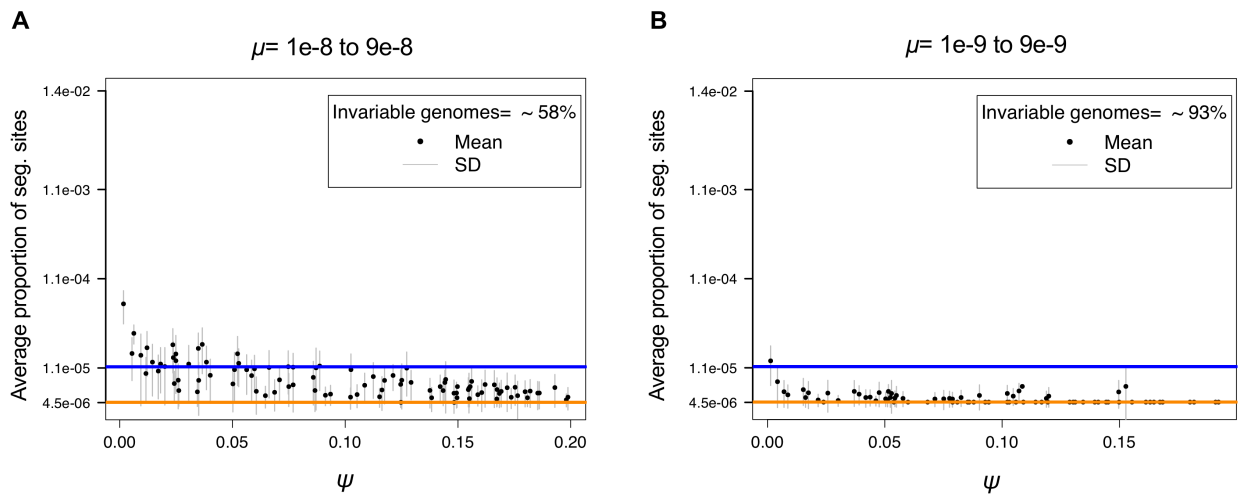 A
μ= 1e-8 to 9e-8
Average proportion of seg. sites
1.4e-02
1.1e-03
1.1e-04
1.1e-05
4.5e-06
Invariable genomes= ~58%
Mean
SD
0.00 0.05 0.10 0.15 0.20
ψ
B
μ= 1e-9 to 9e-9
Average proportion of seg. sites
1.4e-02
1.1e-03
1.1e-04
1.1e-05
4.5e-06
Invariable genomes= ~93%
Mean
SD
0.00 0.05 0.10 0.15
ψ